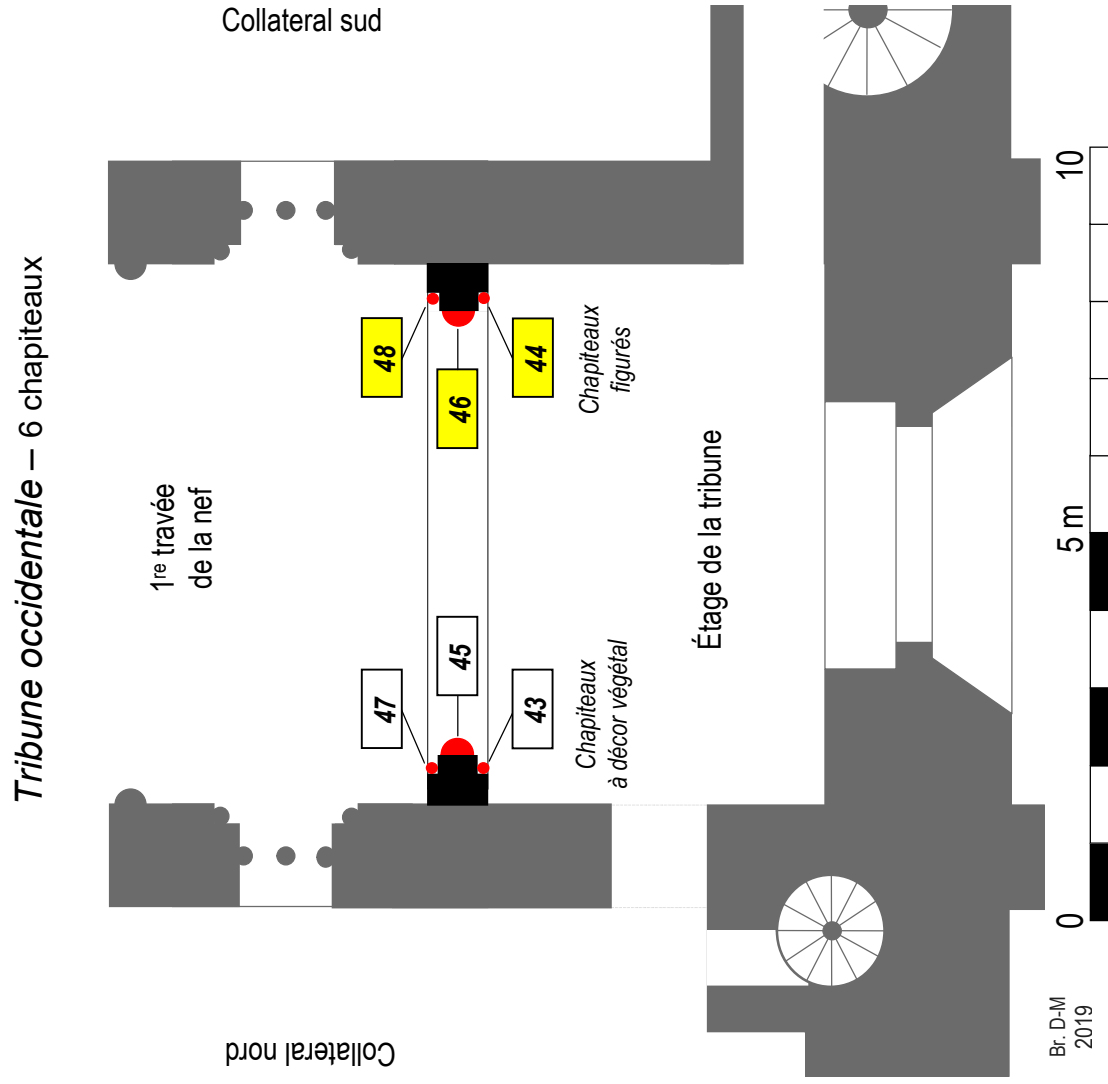 Tribune occidentale – 6 chapiteaux
Collateral sud
1re travée
de la nef
48
46
44
Chapiteaux
figurés
47
45
43
Chapiteaux
à décor végétal
Étage de la tribune
Collateral nord
0
5 m
10
Br. D-M
2019